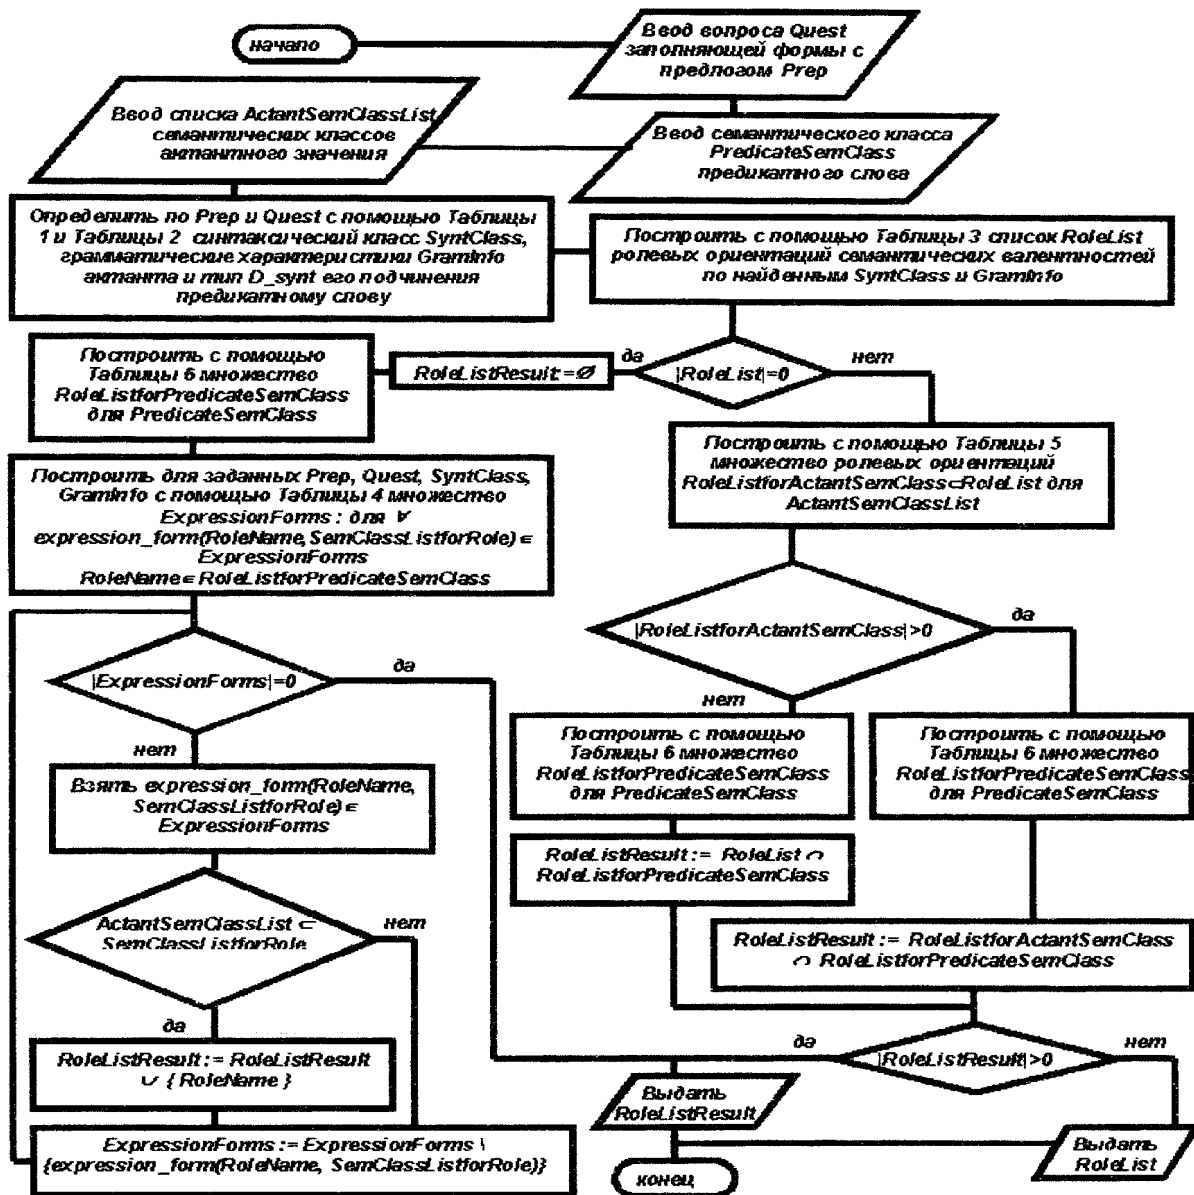 начало
Ввод вопроса Quest
заполняющей формы с
предлогом Prep
Ввод списка ActantSemClassList
семантических классов
актантного значения
Ввод семантического класса
PredicateSemClass
предикатного слова
Определить по Prep и Quest с помощью Таблицы
1 и Таблицы 2 синтаксический класс SyntClass,
грамматические характеристики GramInfo
актанта и тип D_synt его подчинения
предикатному слову
Построить с помощью Таблицы 3 список RoleList
ролевых ориентаций семантических валентностей
по найденным SyntClass и GramInfo
Построить с помощью
Таблицы 6 множество
RoleListforPredicateSemClass
для PredicateSemClass
RoleListResult:=Ø
да
|RoleList|=0
нет
Построить с помощью Таблицы 5
множество ролевых ориентаций
RoleListforActantSemClass⊂RoleList для
ActantSemClassList
Построить для заданных Prep, Quest, SyntClass,
GramInfo с помощью Таблицы 4 множество
ExpressionForms : для ∀
expression_form(RoleName,SemClassListforRole)∈
ExpressionForms
RoleName∈RoleListforPredicateSemClass
|RoleListforActantSemClass|>0
да
нет
|ExpressionForms|=0
да
нет
Построить с помощью
Таблицы 6 множество
RoleListforPredicateSemClass
для PredicateSemClass
Построить с помощью
Таблицы 6 множество
RoleListforPredicateSemClass
для PredicateSemClass
Взять expression_form(RoleName,
SemClassListforRole)∈
ExpressionForms
RoleListResult := RoleList ∩
RoleListforPredicateSemClass
ActantSemClassList ⊂
SemClassListforRole
нет
да
RoleListResult := RoleListforActantSemClass
∩ RoleListforPredicateSemClass
RoleListResult := RoleListResult
∪ { RoleName }
да
|RoleListResult|>0
нет
Выдать
RoleListResult
ExpressionForms := ExpressionForms \
{expression_form(RoleName, SemClassListforRole)}
Выдать
RoleList
конец